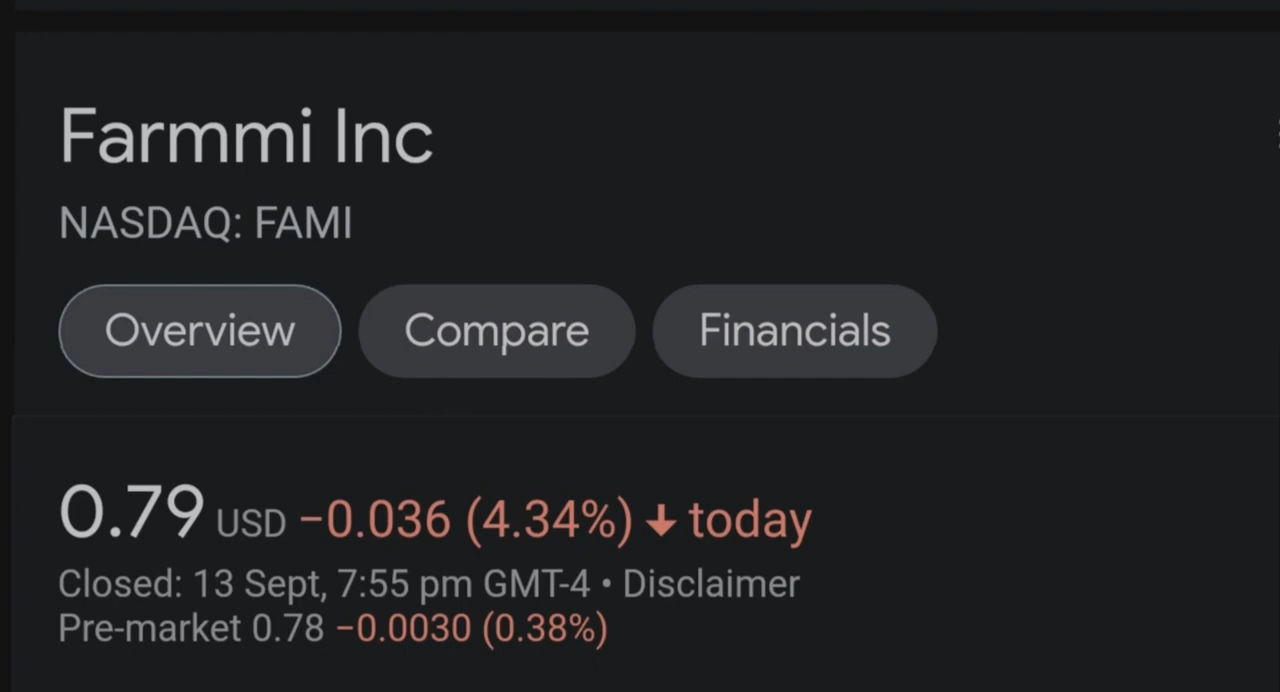 Farmmi Inc
NASDAQ: FAMI
Overview Compare Financials
0.79 USD −0.036 (4.34%) ↓ today
Closed: 13 Sept, 7:55 pm GMT-4 • Disclaimer
Pre-market 0.78 −0.0030 (0.38%)